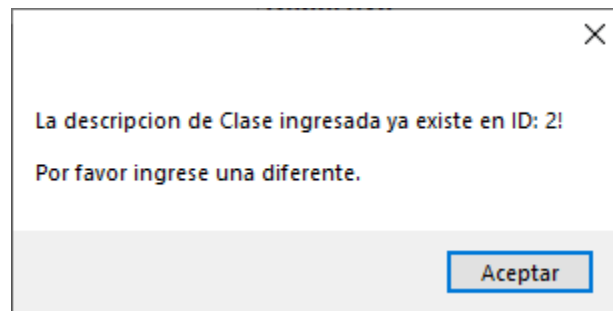 La descripcion de Clase ingresada ya existe en ID: 2!
Por favor ingrese una diferente.
Aceptar